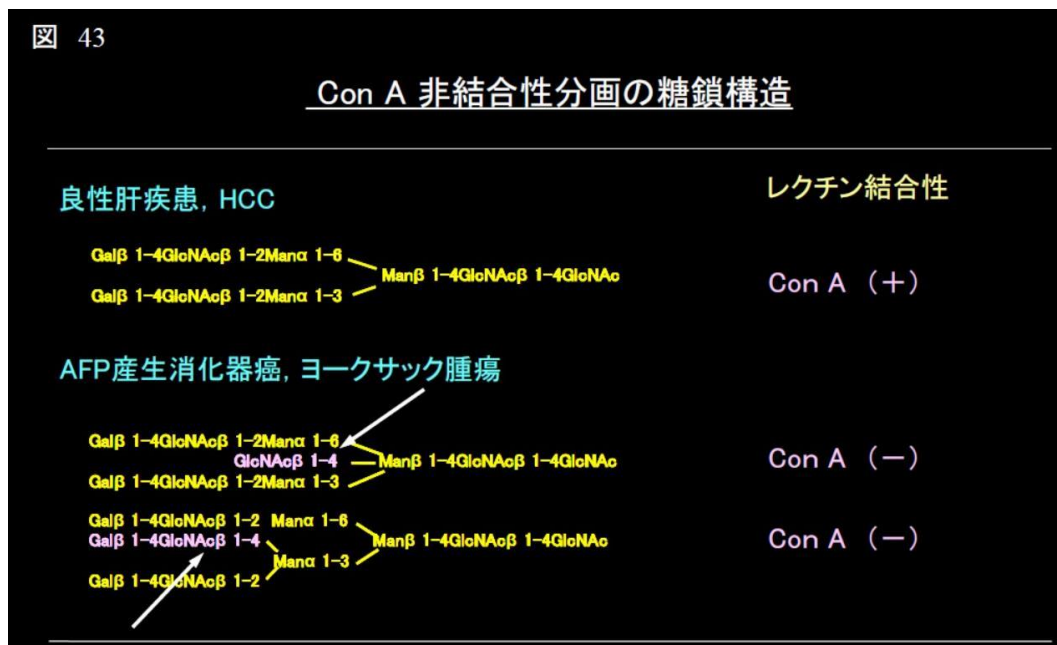 図 43
Con A 非結合性分画の糖鎖構造
良性肝疾患, HCC
レクチン結合性
Galβ 1-4GlcNAcβ 1-2Manα 1-6
Manβ 1-4GlcNAcβ 1-4GlcNAc
Con A (+)
Galβ 1-4GlcNAcβ 1-2Manα 1-3
AFP産生消化器癌, ヨークサック腫瘍
Galβ 1-4GlcNAcβ 1-2Manα 1-6
GlcNAcβ 1-4
Manβ 1-4GlcNAcβ 1-4GlcNAc
Con A (-)
Galβ 1-4GlcNAcβ 1-2Manα 1-3
Galβ 1-4GlcNAcβ 1-2 Manα 1-6
Galβ 1-4GlcNAcβ 1-4
Manβ 1-4GlcNAcβ 1-4GlcNAc
Con A (-)
Manα 1-3
Galβ 1-4GlcNAcβ 1-2